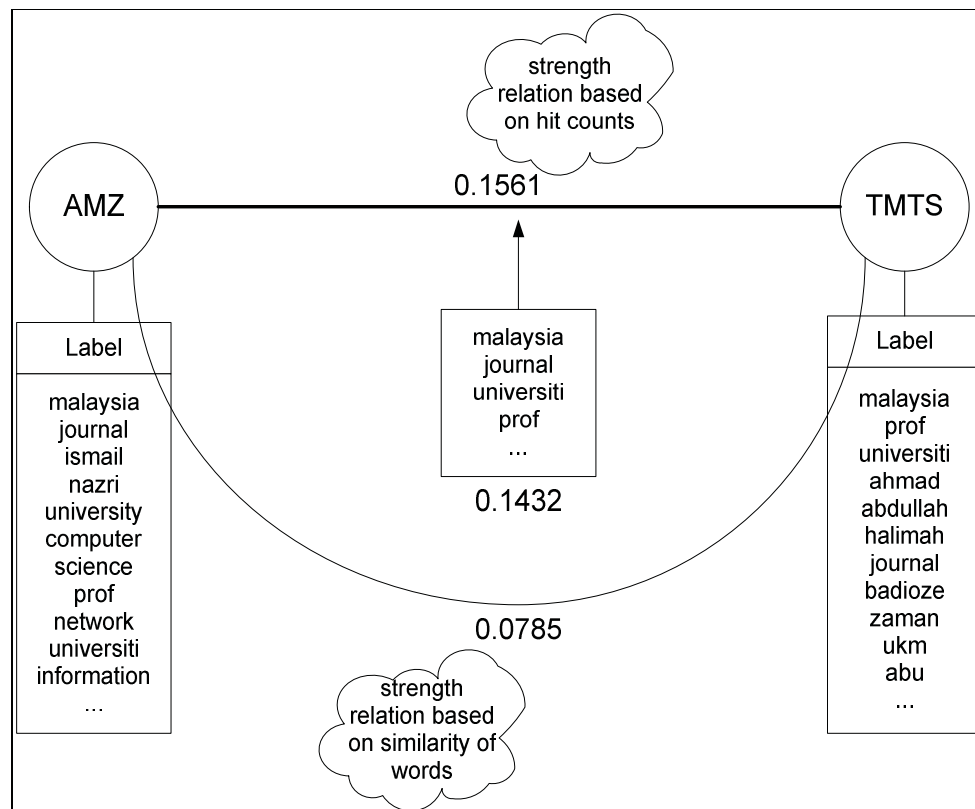 strength
relation based
on hit counts
0.1561
AMZ
TMTS
Label
malaysia
journal
ismail
nazri
university
computer
science
prof
network
universiti
information
...
malaysia
journal
universiti
prof
...
0.1432
Label
malaysia
prof
universiti
ahmad
abdullah
halimah
journal
badioze
zaman
ukm
abu
...
0.0785
strength
relation based
on similarity of
words